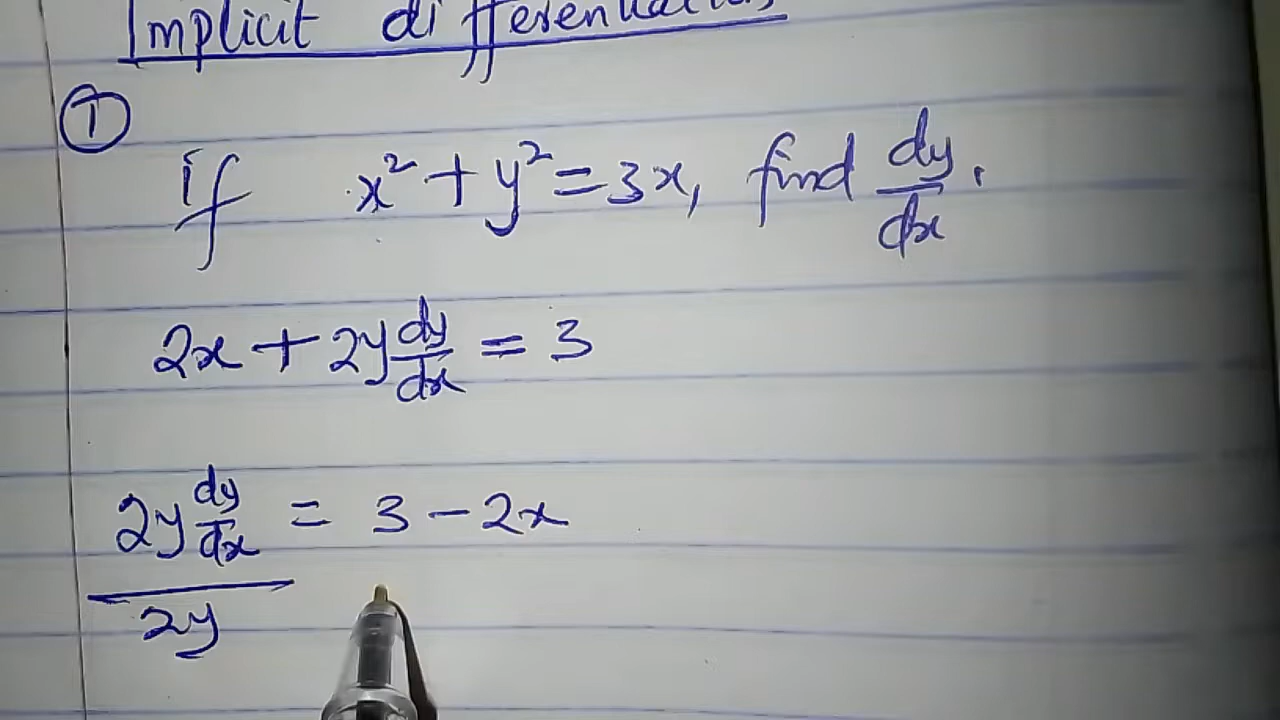 Implicit differentiation
① If x² + y² = 3x, find dy/dx.
2x + 2y dy/dx = 3
2y dy/dx = 3 - 2x
2y